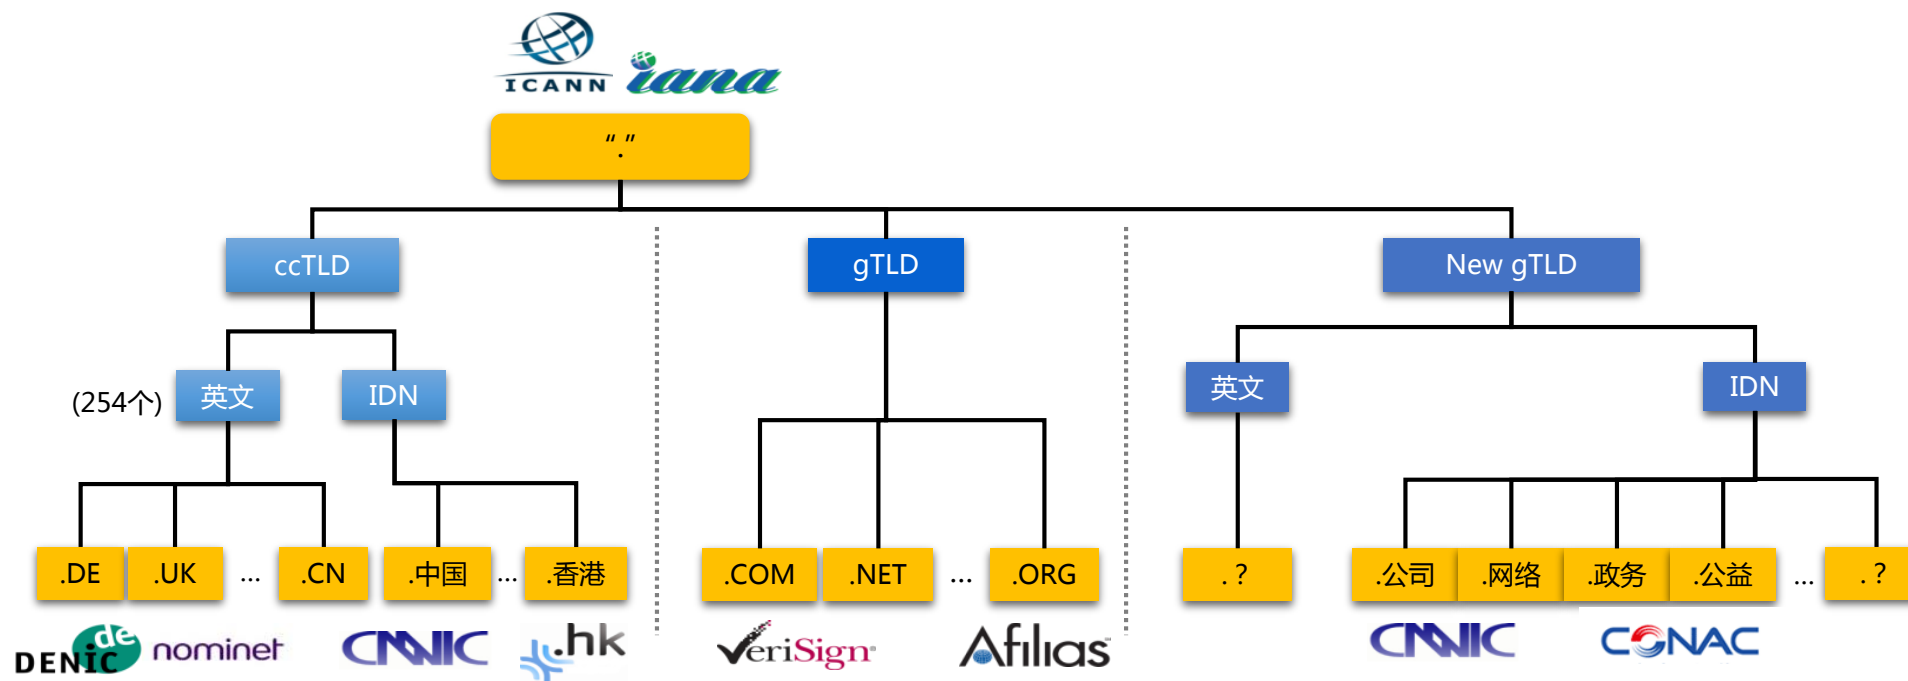 ICANN
iana
“.”
ccTLD
gTLD
New gTLD
(254个)
英文
IDN
英文
IDN
.DE
.UK
...
.CN
.中国
...
.香港
.COM
.NET
...
.ORG
.？
.公司
.网络
.政务
.公益
...
.？
DENIC
de
nominet
CNNIC
.hk
VeriSign
Afilias
CNNIC
CONAC